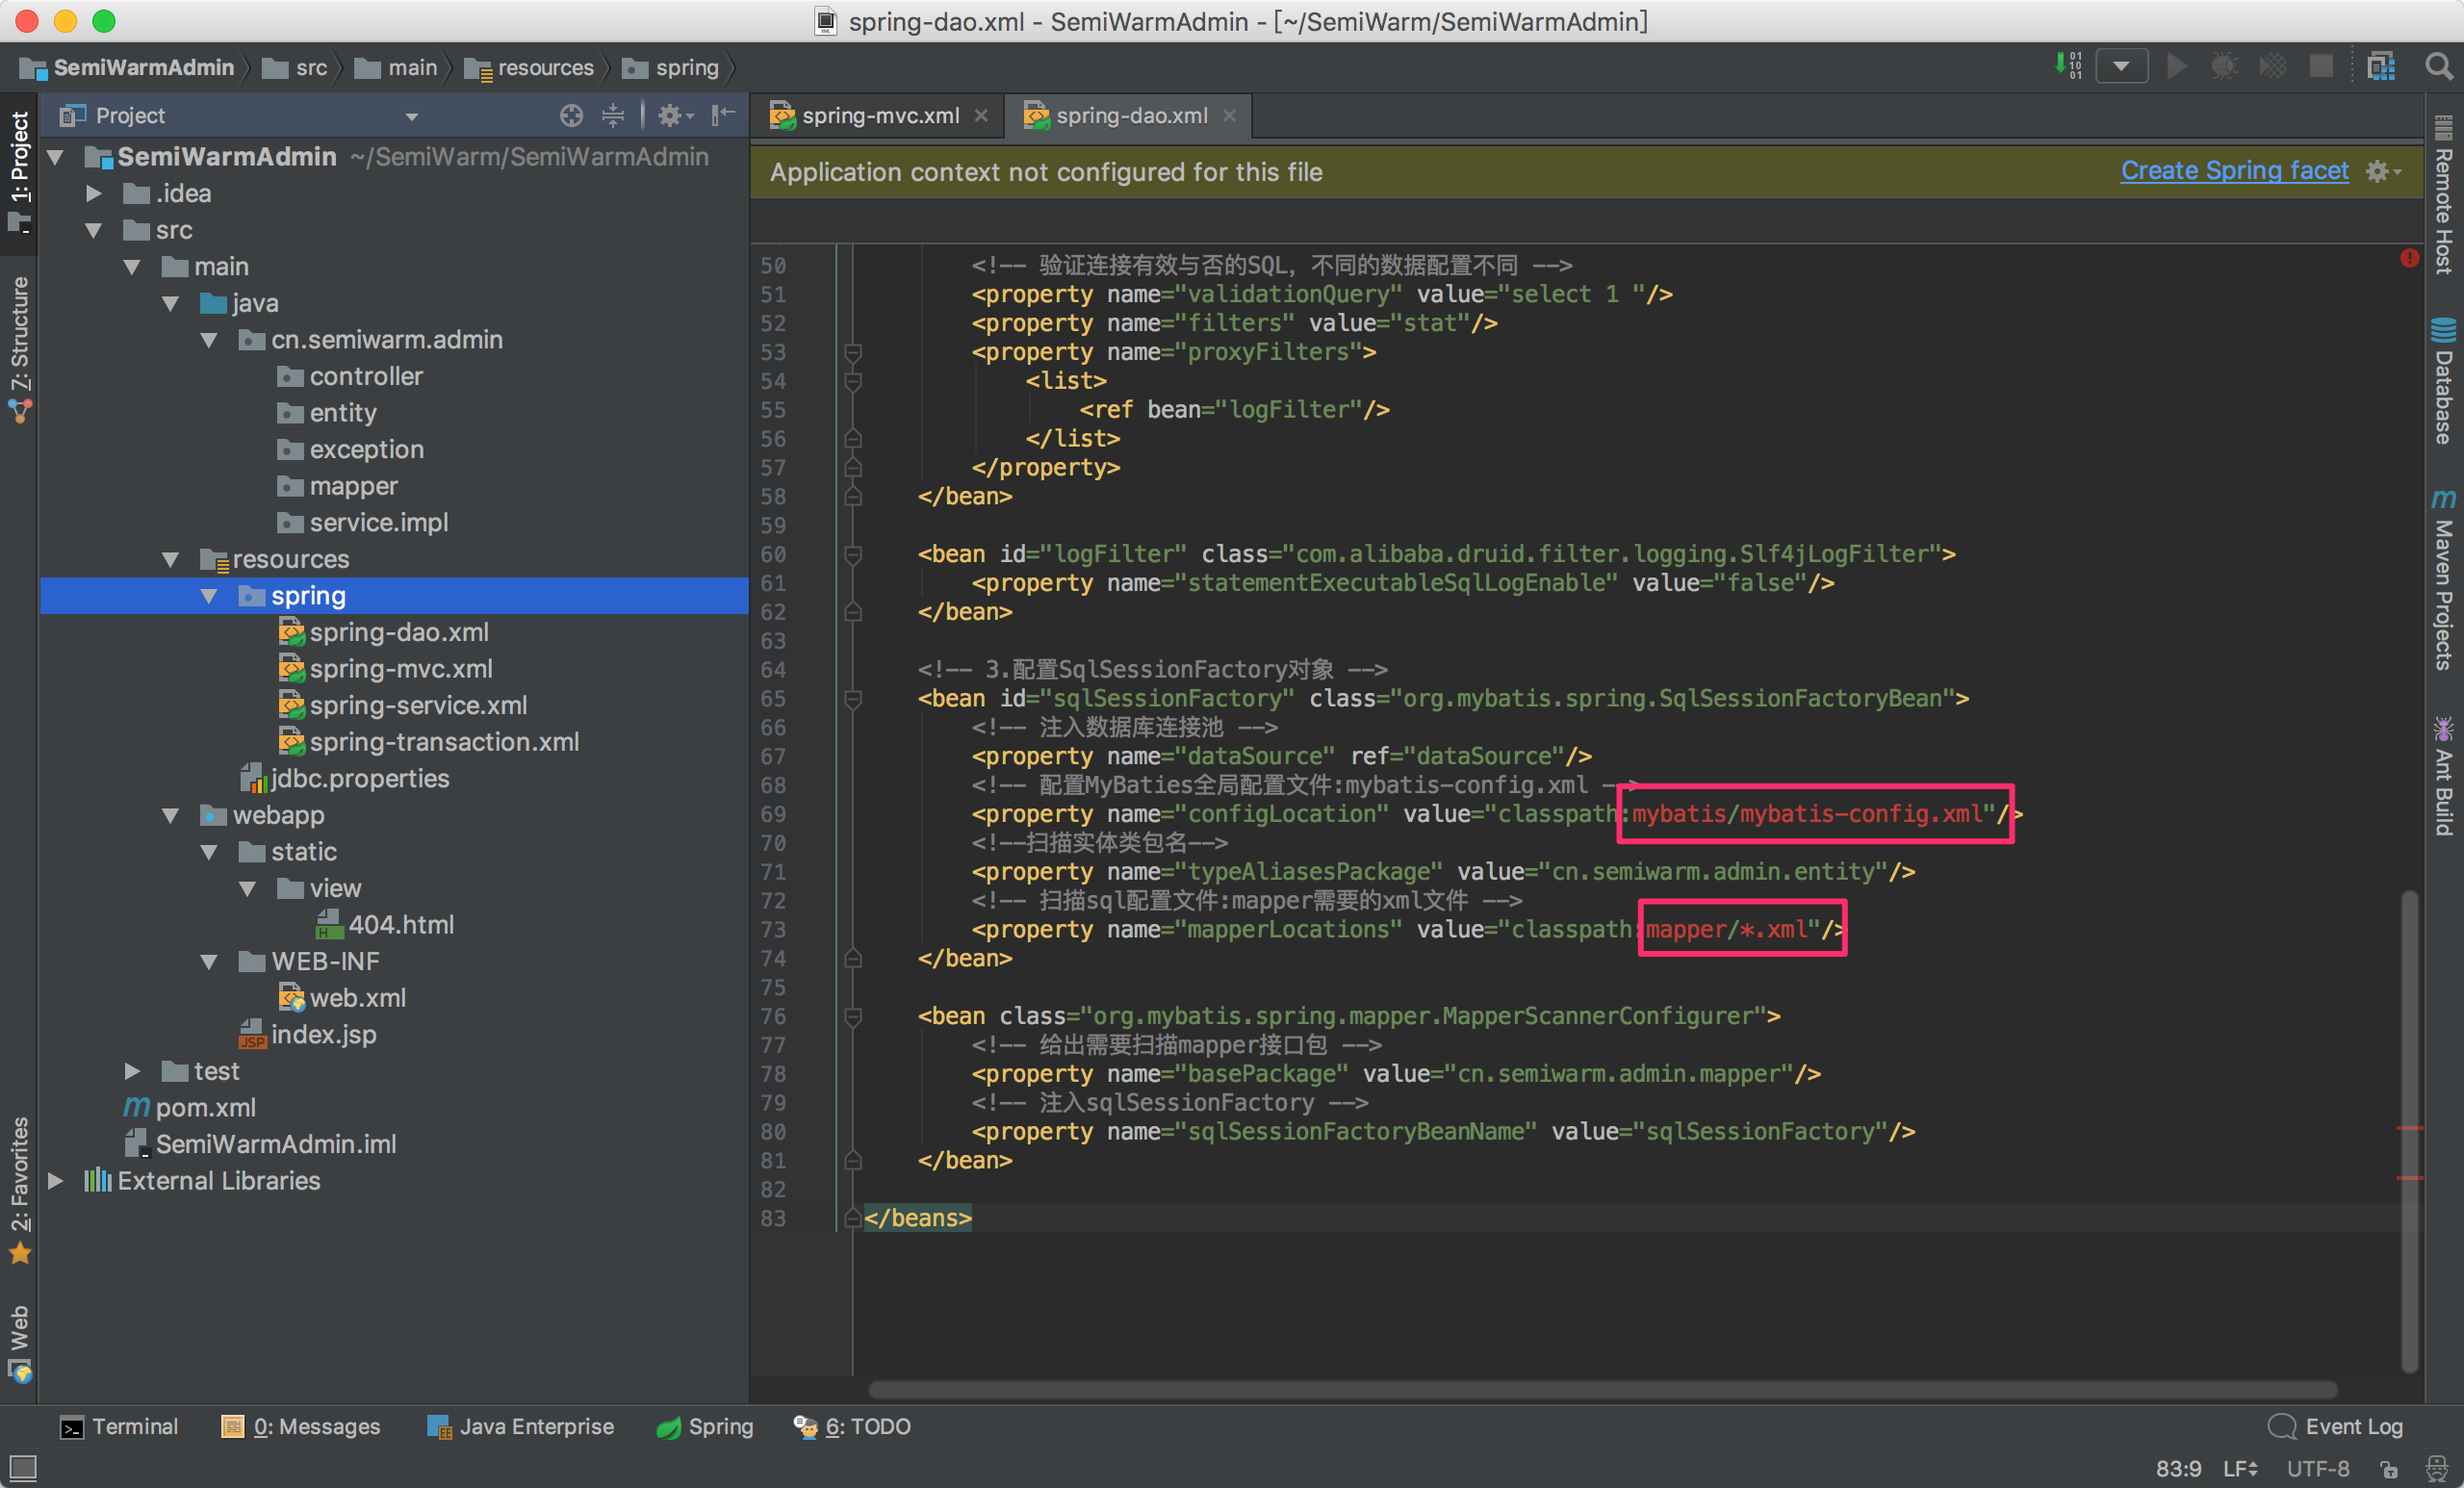 spring-dao.xml - SemiWarmAdmin - [~/SemiWarm/SemiWarmAdmin]
SemiWarmAdmin src main resources spring
1: Project
7: Structure
2: Favorites
Web
Project
SemiWarmAdmin ~/SemiWarm/SemiWarmAdmin
.idea
src
main
java
cn.semiwarm.admin
controller
entity
exception
mapper
service.impl
resources
spring
spring-dao.xml
spring-mvc.xml
spring-service.xml
spring-transaction.xml
jdbc.properties
webapp
static
view
404.html
WEB-INF
web.xml
index.jsp
test
pom.xml
SemiWarmAdmin.iml
External Libraries
spring-mvc.xml spring-dao.xml
Application context not configured for this file Create Spring facet
50 <!-- 验证连接有效与否的SQL，不同的数据配置不同 -->
51 <property name="validationQuery" value="select 1 "/>
52 <property name="filters" value="stat"/>
53 <property name="proxyFilters">
54 <list>
55 <ref bean="logFilter"/>
56 </list>
57 </property>
58 </bean>
59
60 <bean id="logFilter" class="com.alibaba.druid.filter.logging.Slf4jLogFilter">
61 <property name="statementExecutableSqlLogEnable" value="false"/>
62 </bean>
63
64 <!-- 3.配置SqlSessionFactory对象 -->
65 <bean id="sqlSessionFactory" class="org.mybatis.spring.SqlSessionFactoryBean">
66 <!-- 注入数据库连接池 -->
67 <property name="dataSource" ref="dataSource"/>
68 <!-- 配置MyBaties全局配置文件:mybatis-config.xml -->
69 <property name="configLocation" value="classpath:mybatis/mybatis-config.xml"/>
70 <!--扫描实体类包名-->
71 <property name="typeAliasesPackage" value="cn.semiwarm.admin.entity"/>
72 <!-- 扫描sql配置文件:mapper需要的xml文件 -->
73 <property name="mapperLocations" value="classpath:mapper/*.xml"/>
74 </bean>
75
76 <bean class="org.mybatis.spring.mapper.MapperScannerConfigurer">
77 <!-- 给出需要扫描mapper接口包 -->
78 <property name="basePackage" value="cn.semiwarm.admin.mapper"/>
79 <!-- 注入sqlSessionFactory -->
80 <property name="sqlSessionFactoryBeanName" value="sqlSessionFactory"/>
81 </bean>
82
83 </beans>
Remote Host
Database
Maven Projects
Ant Build
Terminal 0: Messages Java Enterprise Spring 6: TODO Event Log
83:9 LF UTF-8